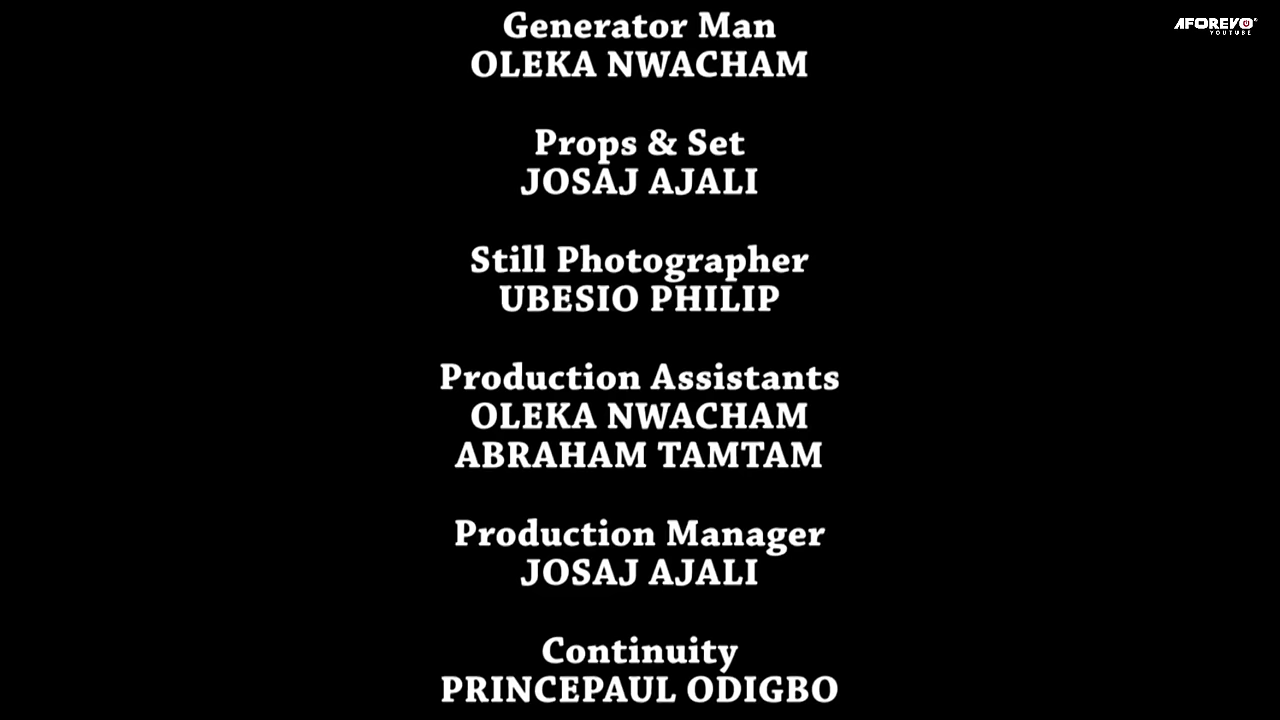 AFOREVO
YOUTUBE
Generator Man
OLEKA NWACHAM
Props & Set
JOSAJ AJALI
Still Photographer
UBESIO PHILIP
Production Assistants
OLEKA NWACHAM
ABRAHAM TAMTAM
Production Manager
JOSAJ AJALI
Continuity
PRINCEPAUL ODIGBO